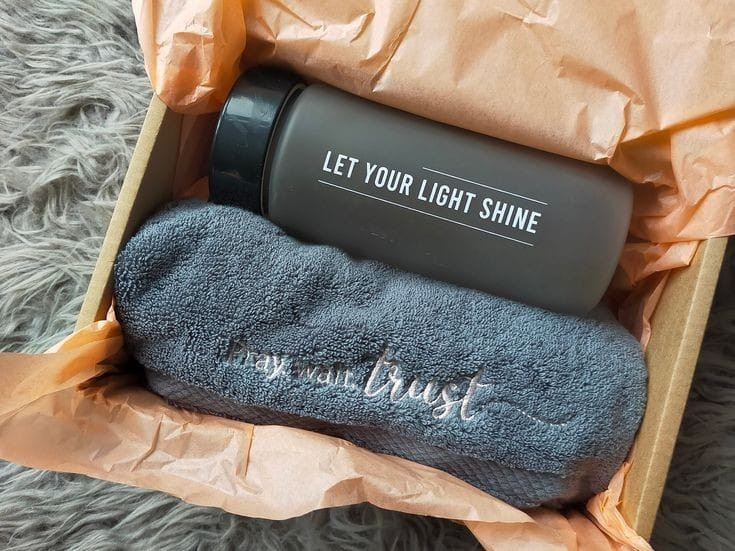 LET YOUR LIGHT SHINE
Pray. wait. trust